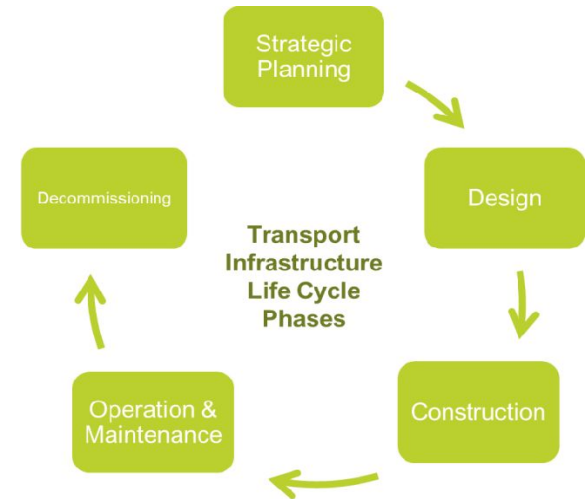 Strategic
Planning
Design
Construction
Operation &
Maintenance
Decommissioning
Transport
Infrastructure
Life Cycle
Phases